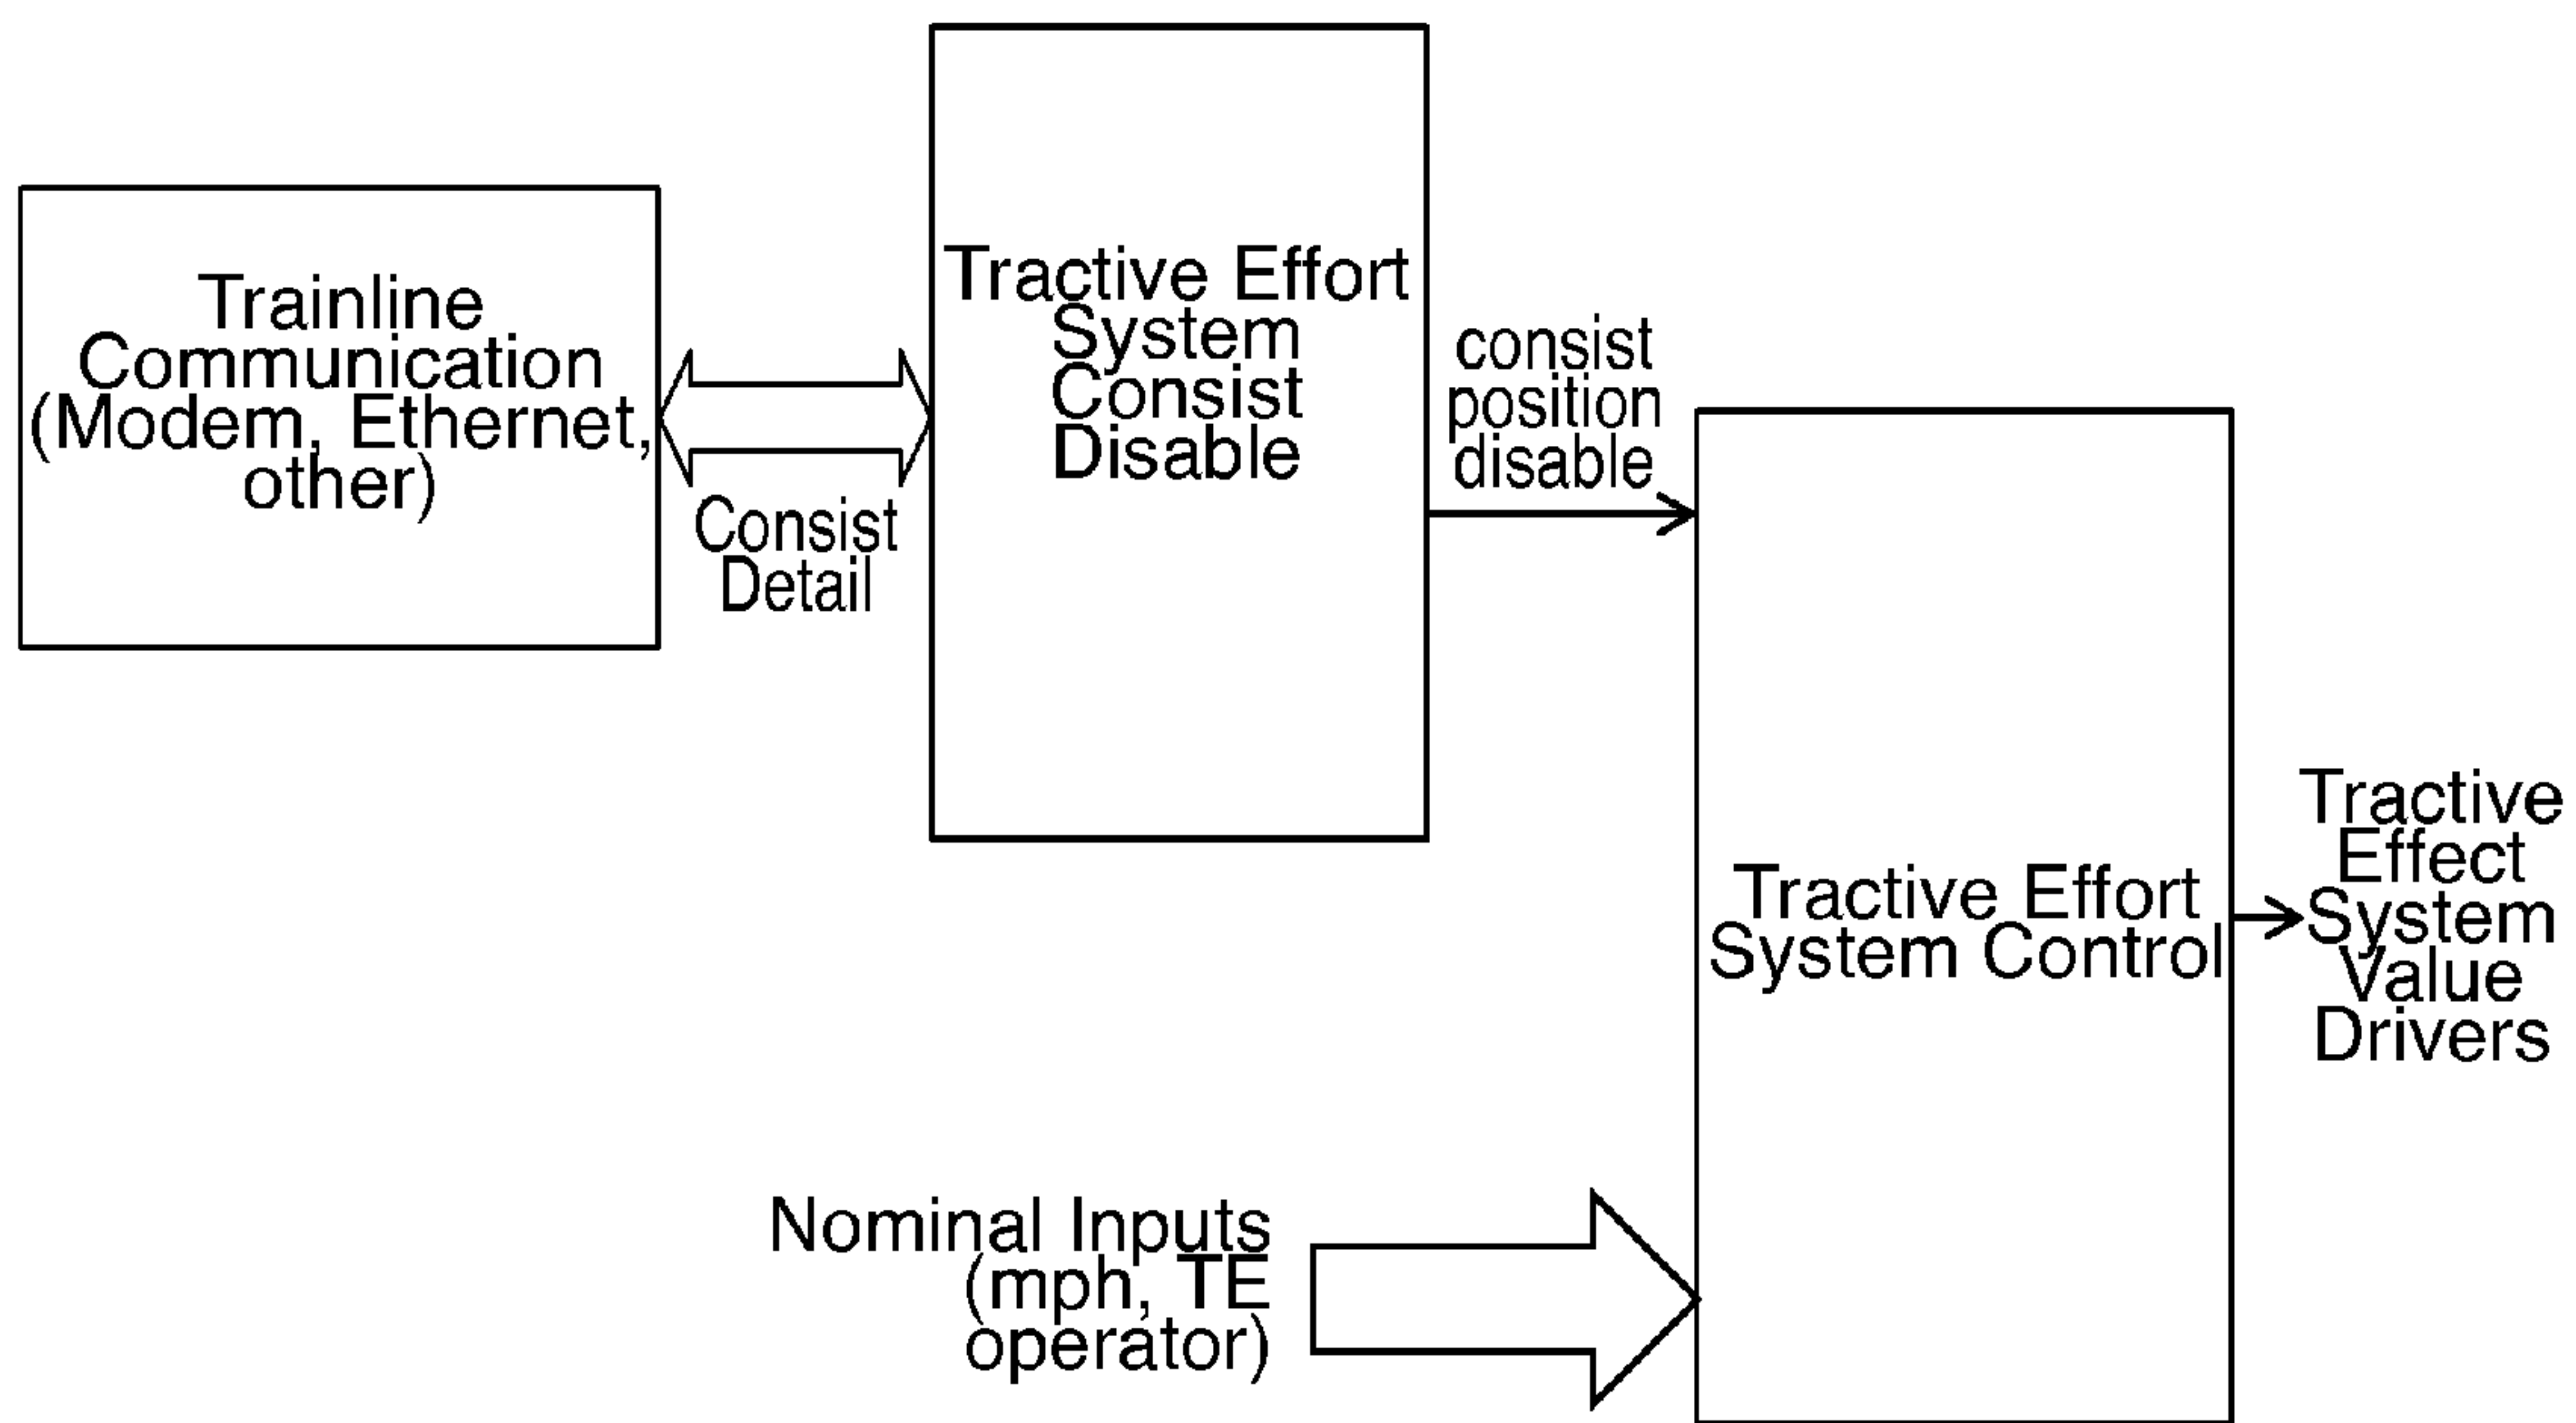 Trainline
Communication
(Modem, Ethernet,
other)
Consist
Detail
Tractive Effort
System
Consist
Disable
consist
position
disable
Tractive Effort
System Control
Tractive
Effect
System
Value
Drivers
Nominal Inputs
(mph, TE
operator)